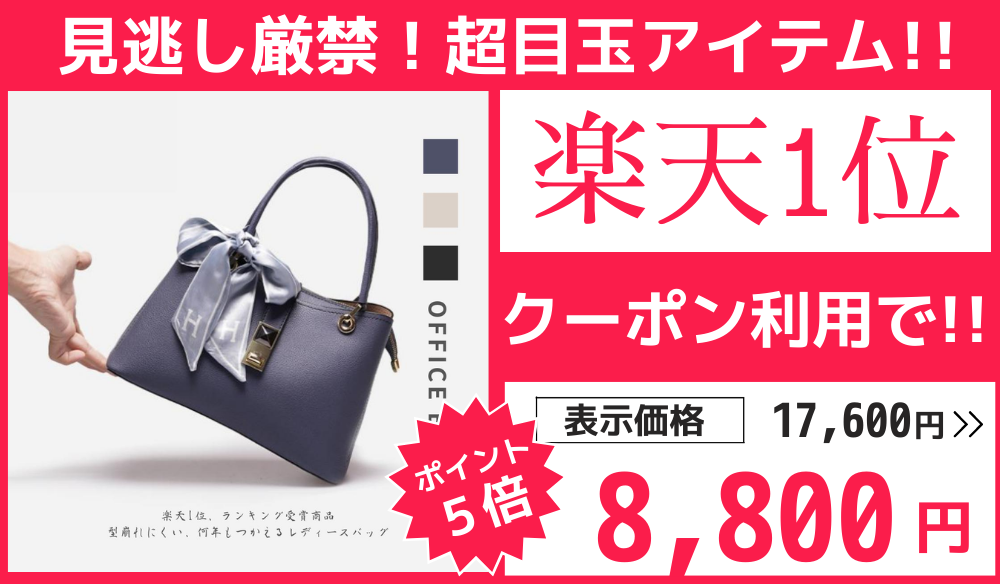 見逃し厳禁！超目玉アイテム!!
楽天1位
クーポン利用で!!
OFFICE
表示価格 17,600円>>
8,800円
ポイント
5倍
H H
楽天1位、ランキング受賞商品
型崩れにくい、何年もつかえるレディースバッグ